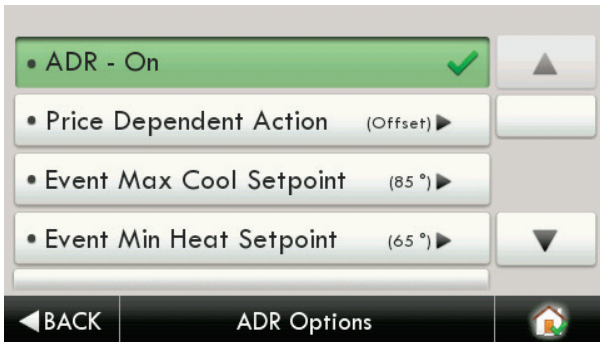 • ADR - On
• Price Dependent Action (Offset)
• Event Max Cool Setpoint (85 °)
• Event Min Heat Setpoint (65 °)
BACK ADR Options